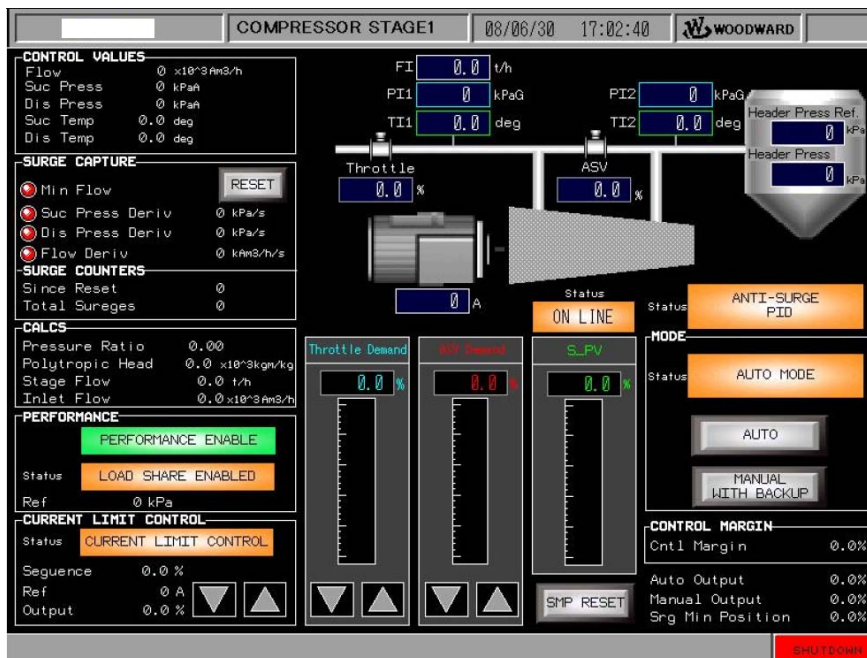 COMPRESSOR STAGE1
08/06/30 17:02:40
WOODWARD
CONTROL VALUES
Flow 0 x10^3Am3/h
Suc Press 0 kPaA
Dis Press 0 kPaA
Suc Temp 0.0 deg
Dis Temp 0.0 deg
SURGE CAPTURE
RESET
Min Flow
Suc Press Deriv 0 kPa/s
Dis Press Deriv 0 kPa/s
Flow Deriv 0 kAm3/h/s
SURGE COUNTERS
Since Reset 0
Total Sureges 0
CALCS
Pressure Ratio 0.00
Polytropic Head 0.0 x10^3kgm/kg
Stage Flow 0.0 t/h
Inlet Flow 0.0 x10^3Am3/h
PERFORMANCE
PERFORMANCE ENABLE
Status LOAD SHARE ENABLED
Ref 0 kPa
CURRENT LIMIT CONTROL
Status CURRENT LIMIT CONTROL
Seguence 0.0 %
Ref 0 A
Output 0.0 %
FI 0.0 t/h
PI1 0 kPaG
TI1 0.0 deg
PI2 0 kPaG
TI2 0.0 deg
Header Press Ref.
0 kPa
Header Press
0 kPa
Throttle
0.0 %
ASV
0.0 %
0 A
Status
ON LINE
Status ANTI-SURGE
PID
Throttle Demand
0.0 %
ASV Demand
0.0 %
S_PV
0.0 %
SMP RESET
MODE
Status AUTO MODE
AUTO
MANUAL
WITH BACKUP
CONTROL MARGIN
Cntl Margin 0.0%
Auto Output 0.0%
Manual Output 0.0%
Srg Min Position 0.0%
SHUTDOWN